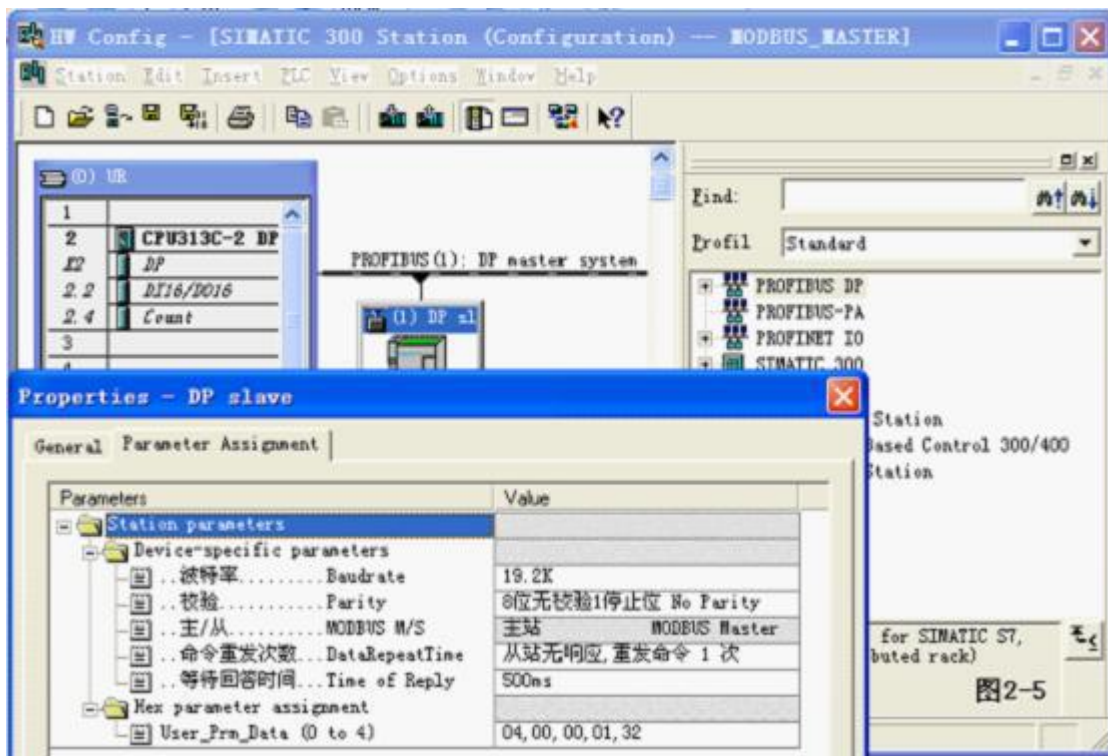 HW Config - [SIMATIC 300 Station (Configuration) -- MODBUS_MASTER]
Station Edit Insert PLC View Options Window Help
(0) UR
1
2 CPU313C-2 DP
X2 DP
2.2 DI16/DO16
2.4 Count
3
PROFIBUS(1): DP master system
(1) DP sl
Find:
Profil Standard
PROFIBUS DP
PROFIBUS-PA
PROFINET IO
SIMATIC 300
Station
Based Control 300/400
Station
for SIMATIC S7,
buted rack)
图2-5
Properties - DP slave
General Parameter Assignment
Parameters Value
Station parameters
Device-specific parameters
..波特率.........Baudrate 19.2K
..校验...........Parity 8位无校验1停止位 No Parity
..主/从..........MODBUS M/S 主站 MODBUS Master
..命令重发次数...DataRepeatTime 从站无响应,重发命令 1 次
..等待回答时间...Time of Reply 500ms
Hex parameter assignment
User_Prm_Data (0 to 4) 04,00,00,01,32